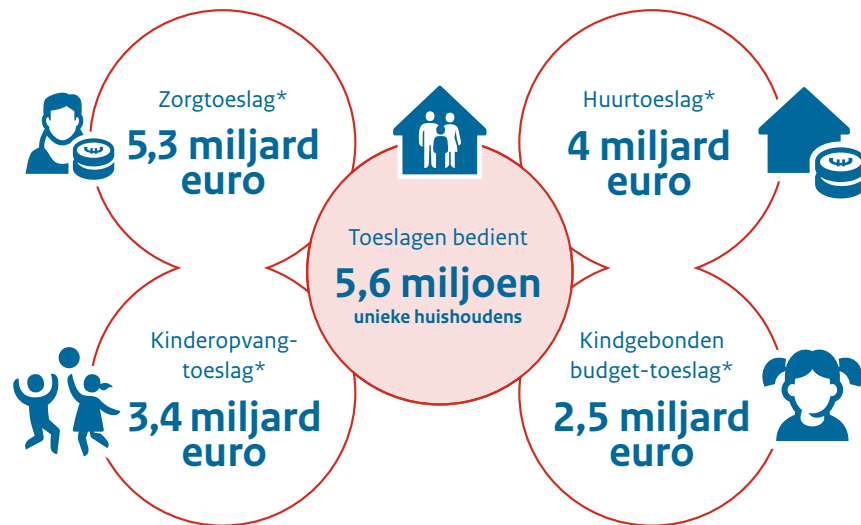 Zorgtoeslag*
5,3 miljard
euro
Huurtoeslag*
4 miljard
euro
Toeslagen bedient
5,6 miljoen
unieke huishoudens
Kinderopvang-
toeslag*
3,4 miljard
euro
Kindgebonden
budget-toeslag*
2,5 miljard
euro